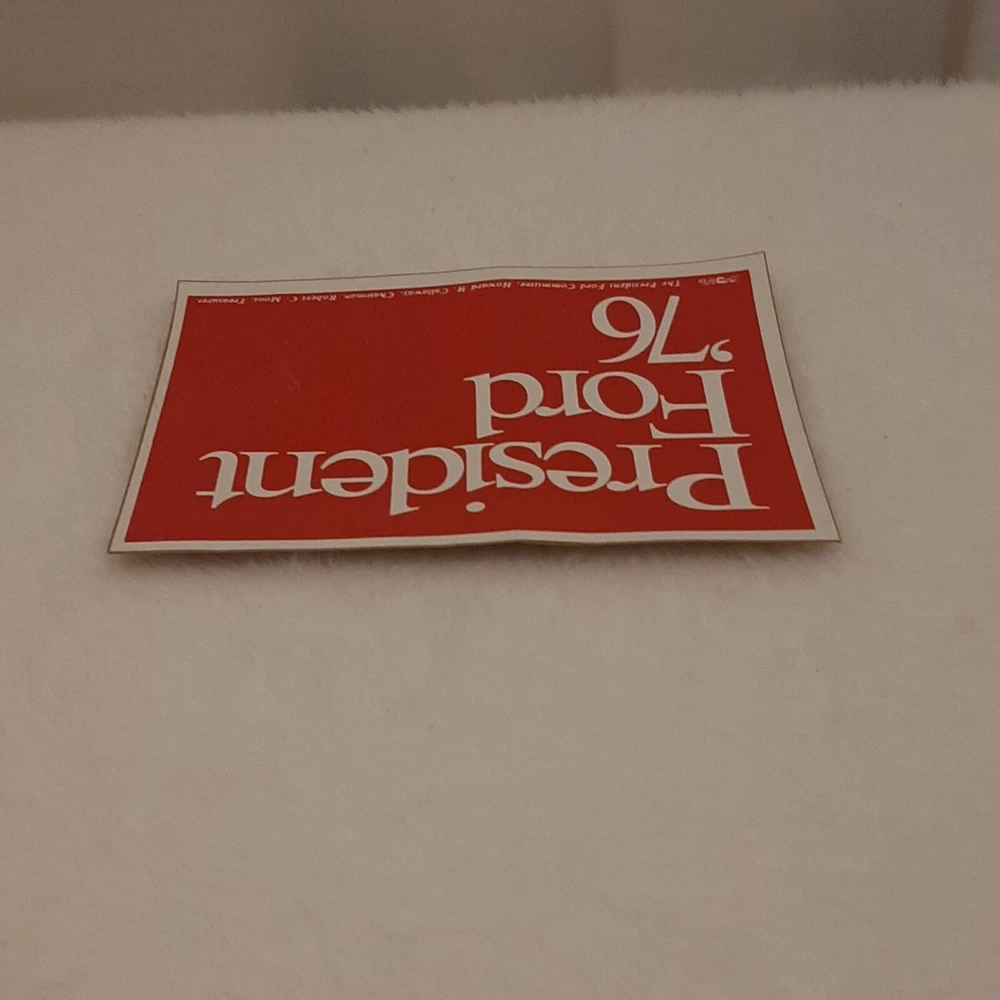 President
Ford
'76
The President Ford Committee, Howard H. Callaway, Chairman, Robert C. Moot, Treasurer